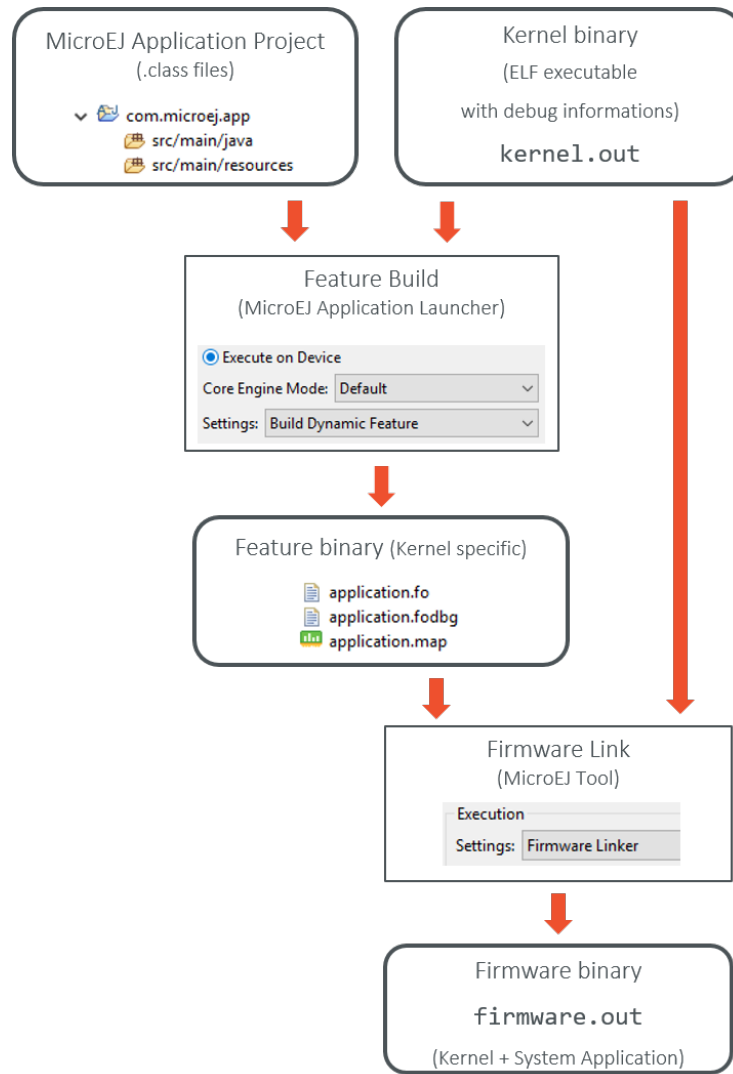 MicroEJ Application Project
(.class files)
com.microej.app
src/main/java
src/main/resources
Kernel binary
(ELF executable
with debug informations)
kernel.out
Feature Build
(MicroEJ Application Launcher)
Execute on Device
Core Engine Mode: Default
Settings: Build Dynamic Feature
Feature binary (Kernel specific)
application.fo
application.fodbg
application.map
Firmware Link
(MicroEJ Tool)
Execution
Settings: Firmware Linker
Firmware binary
firmware.out
(Kernel + System Application)